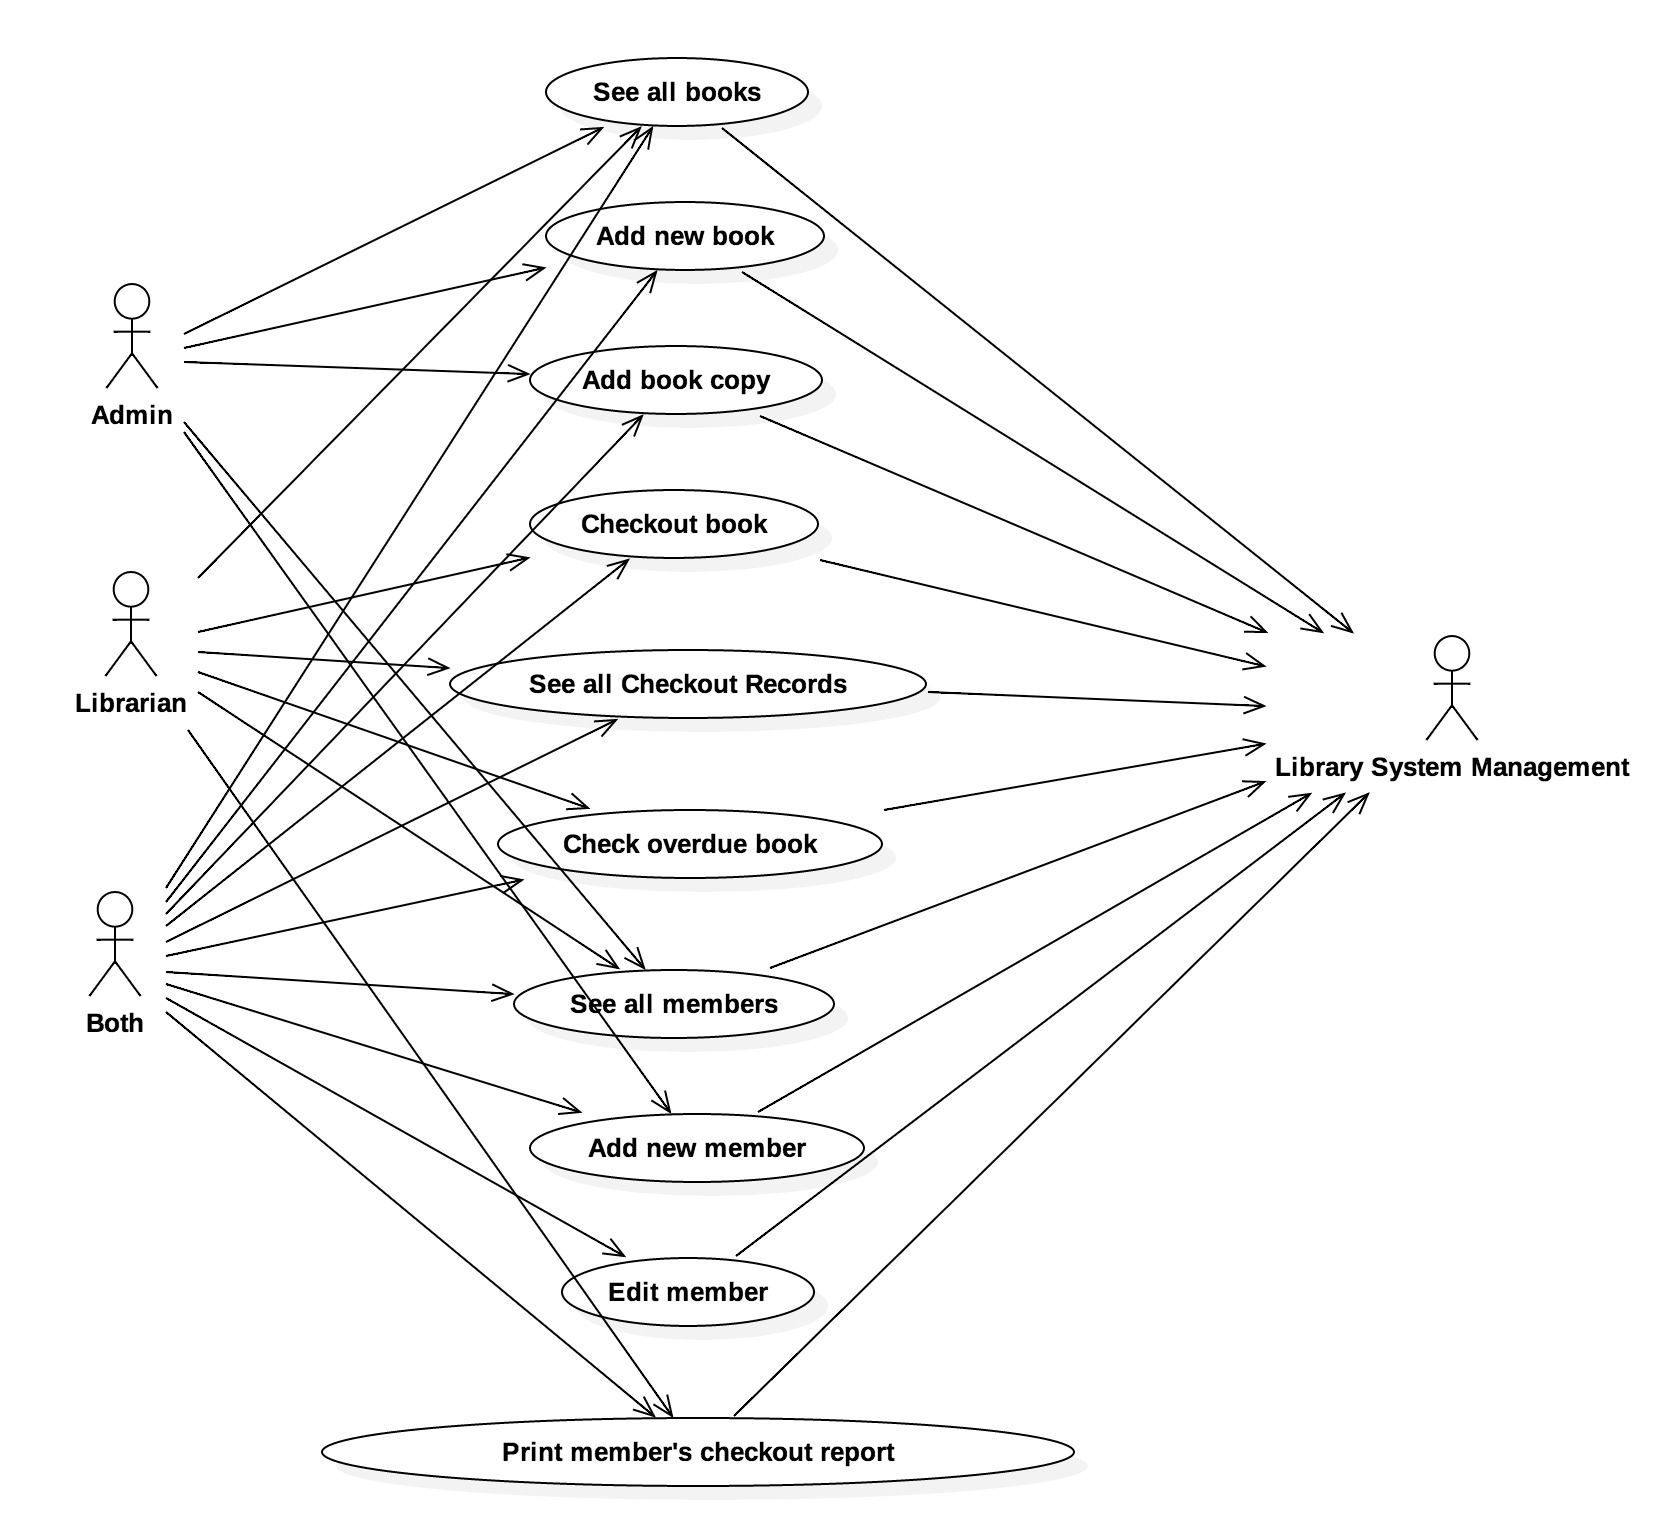 See all books
Add new book
Add book copy
Admin
Checkout book
See all Checkout Records
Librarian
Library System Management
Check overdue book
See all members
Both
Add new member
Edit member
Print member's checkout report